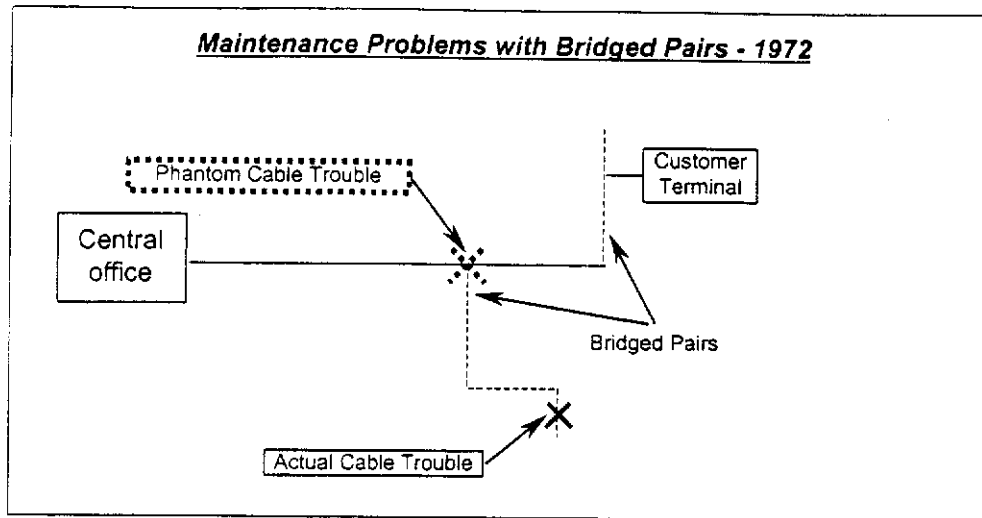 Maintenance Problems with Bridged Pairs - 1972
Phantom Cable Trouble
Customer
Terminal
Central
office
Bridged Pairs
Actual Cable Trouble